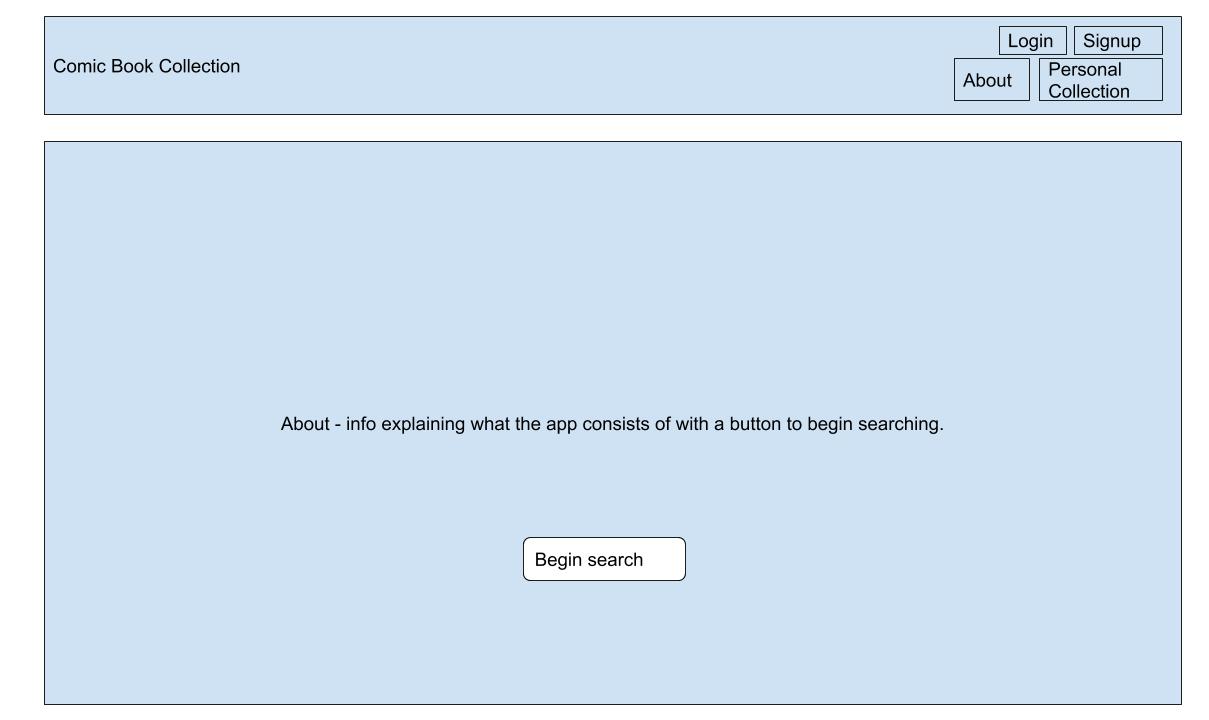 Comic Book Collection
Login
Signup
About
Personal
Collection
About - info explaining what the app consists of with a button to begin searching.
Begin search